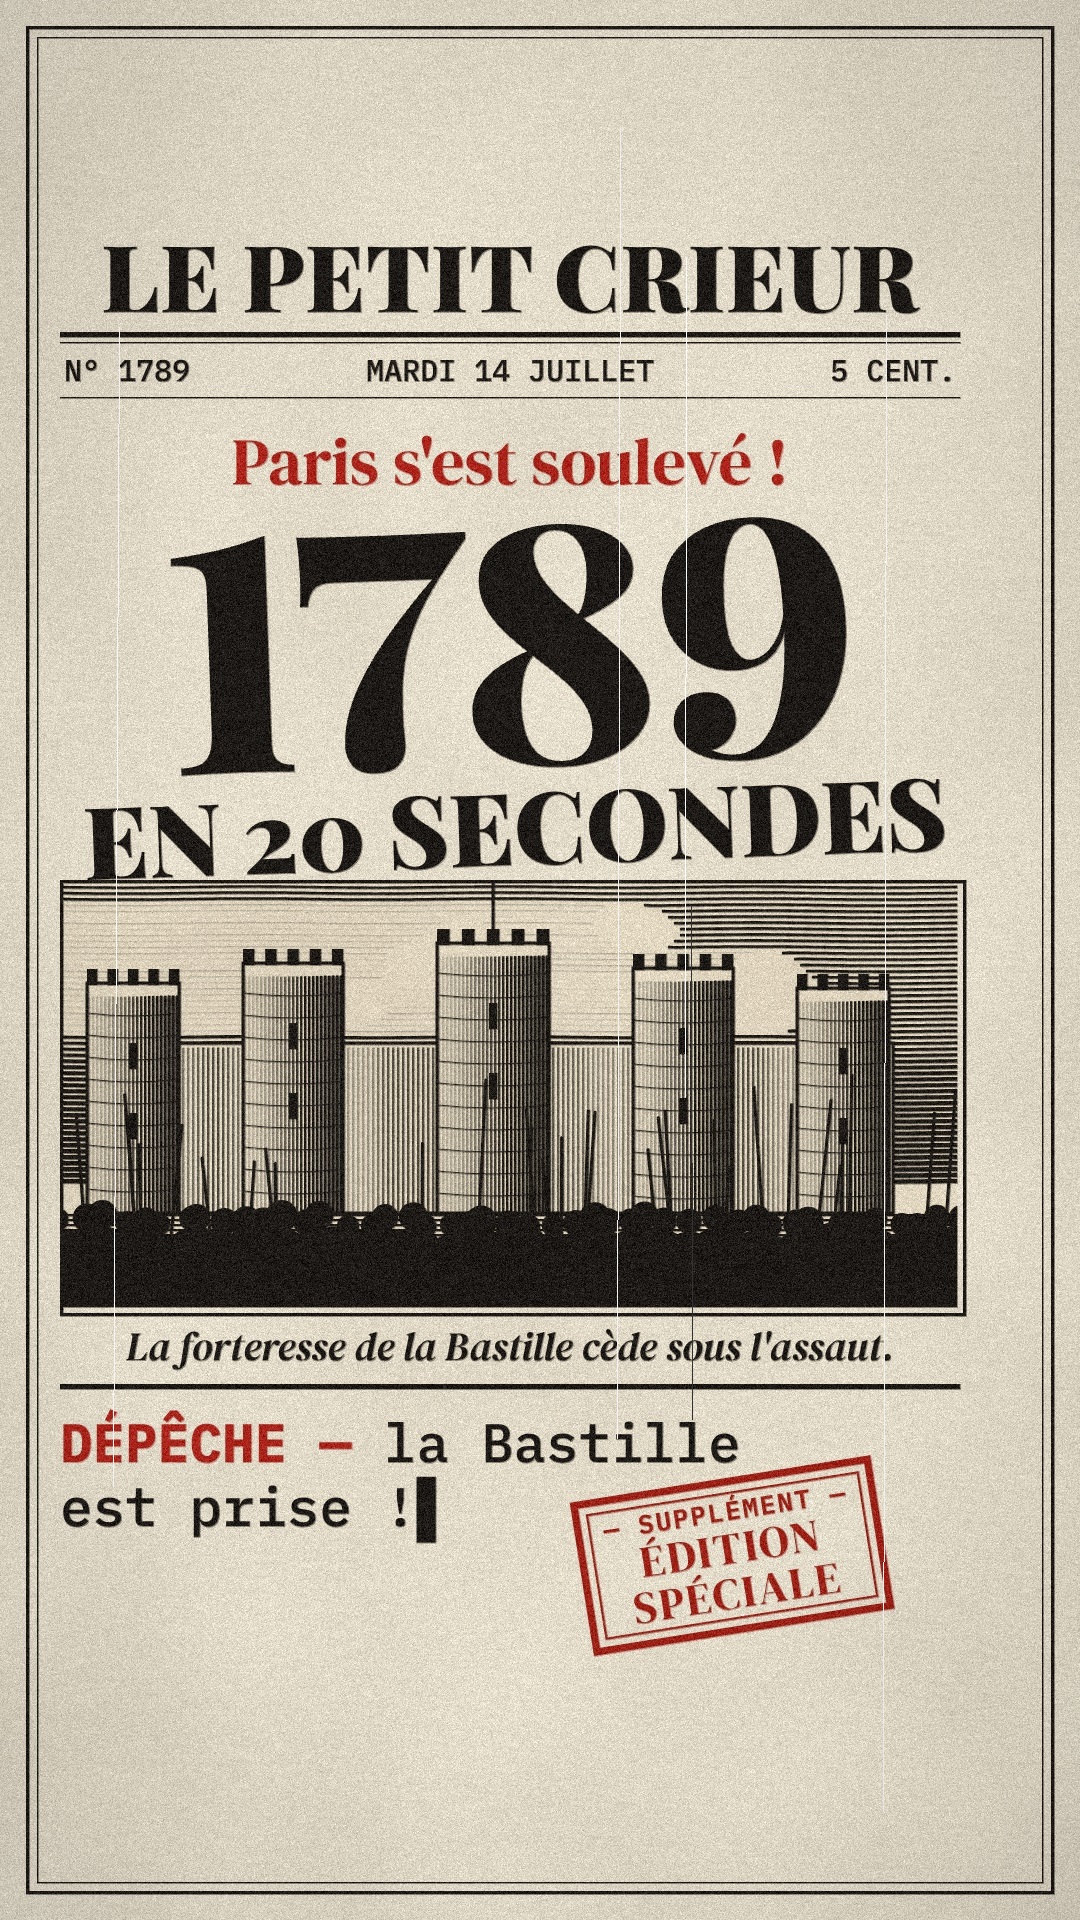 LE PETIT CRIEUR
N° 1789 MARDI 14 JUILLET 5 CENT.
Paris s'est soulevé !
1789
EN 20 SECONDES
La forteresse de la Bastille cède sous l'assaut.
DÉPÊCHE — la Bastille
est prise !
— SUPPLÉMENT —
ÉDITION
SPÉCIALE